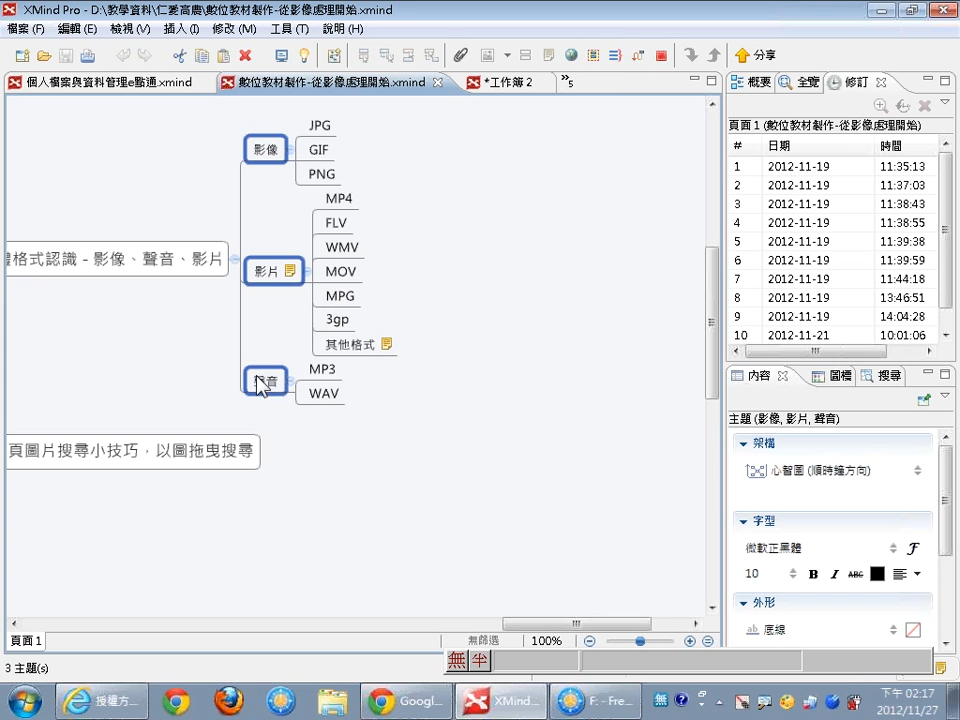 XMind Pro - D:\教學資料\仁愛高農\數位教材製作-從影像處理開始.xmind
檔案 (F) 編輯 (E) 檢視 (V) 插入 (I) 修改 (M) 工具 (T) 說明 (H)
分享
個人檔案與資料管理e點通.xmind
數位教材製作-從影像處理開始.xmind
*工作簿 2
»5
概要
全覽
修訂
頁面 1 (數位教材製作-從影像處理開始)
# 日期 時間
1 2012-11-19 11:35:13
2 2012-11-19 11:37:03
3 2012-11-19 11:38:43
4 2012-11-19 11:38:55
5 2012-11-19 11:39:38
6 2012-11-19 11:39:59
7 2012-11-19 11:44:18
8 2012-11-19 13:46:51
9 2012-11-19 14:04:28
10 2012-11-21 10:01:06
影像
JPG
GIF
PNG
體格式認識 - 影像、聲音、影片
影片
MP4
FLV
WMV
MOV
MPG
3gp
其他格式
音
MP3
WAV
頁圖片搜尋小技巧，以圖拖曳搜尋
內容
圖標
搜尋
主題 (影像, 影片, 聲音)
架構
心智圖 (順時鐘方向)
字型
微軟正黑體
10 B I ABC
外形
底線
頁面 1
無篩選 100%
3 主題(s)
無 半
授權方...
Googl...
XMind...
F: - Fre...
無
下午 02:17
2012/11/27